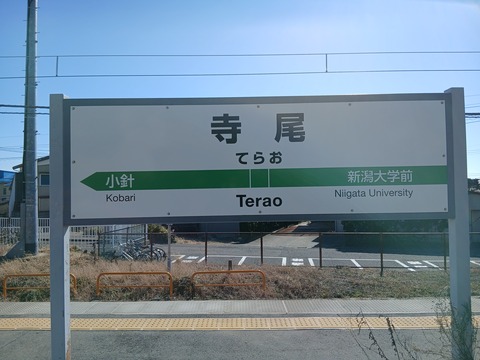 寺尾
てらお
小針 新潟大学前
Kobari Niigata University
Terao